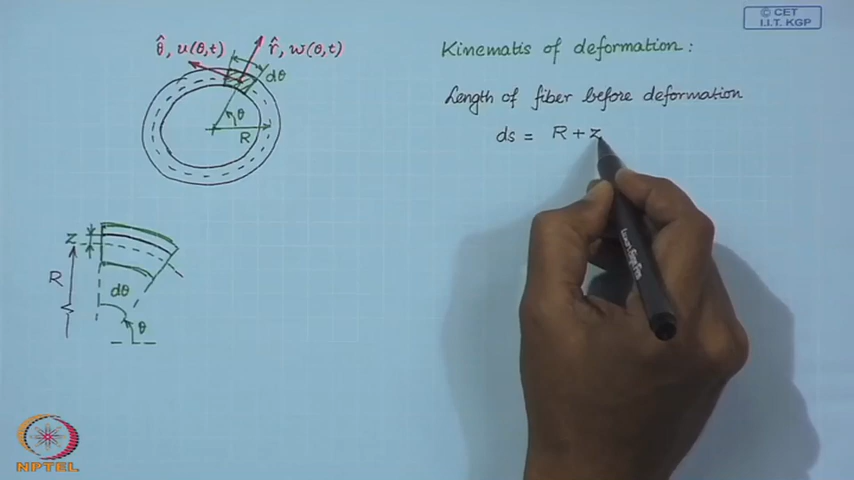 © CET
I.I.T. KGP
θ̂, u(θ,t)
r̂, w(θ,t)
dθ
θ
R
Kinematis of deformation:
Length of fiber before deformation
ds = R + z
z
R
dθ
θ
NPTEL